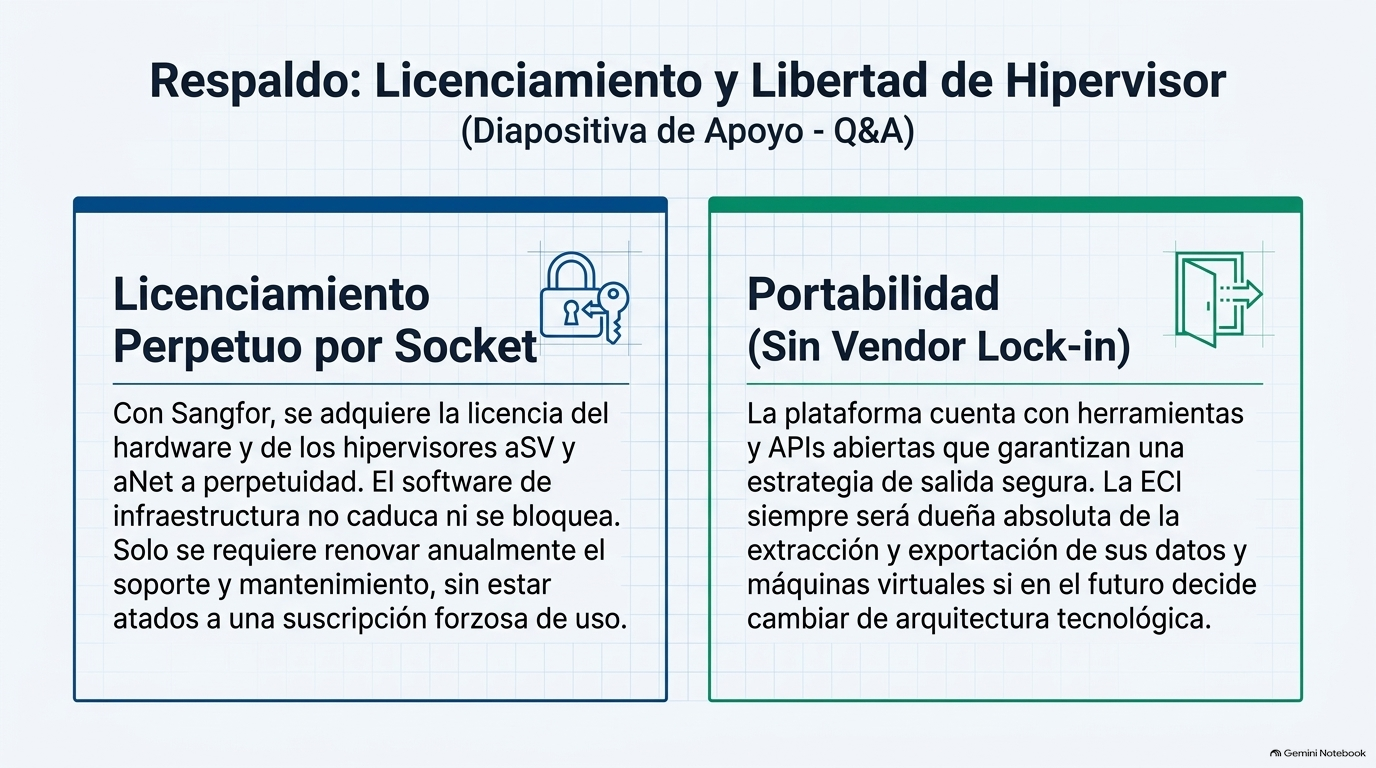 Respaldo: Licenciamiento y Libertad de Hipervisor
(Diapositiva de Apoyo - Q&A)
Licenciamiento
Perpetuo por Socket
Con Sangfor, se adquiere la licencia del
hardware y de los hipervisores aSV y
aNet a perpetuidad. El software de
infraestructura no caduca ni se bloquea.
Solo se requiere renovar anualmente el
soporte y mantenimiento, sin estar
atados a una suscripción forzosa de uso.
Portabilidad
(Sin Vendor Lock-in)
La plataforma cuenta con herramientas
y APIs abiertas que garantizan una
estrategia de salida segura. La ECI
siempre será dueña absoluta de la
extracción y exportación de sus datos y
máquinas virtuales si en el futuro decide
cambiar de arquitectura tecnológica.
Gemini Notebook